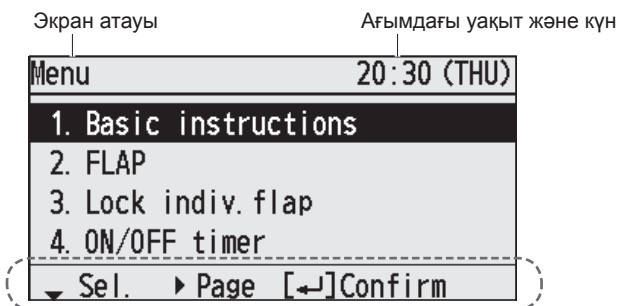 Экран атауы Ағымдағы уақыт және күн
Menu 20:30 (THU)
1. Basic instructions
2. FLAP
3. Lock indiv.flap
4. ON/OFF timer
Sel. Page [↵]Confirm